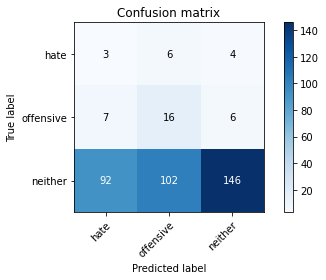 Confusion matrix
True label
hate 3 6 4
offensive 7 16 6
neither 92 102 146
hate offensive neither
Predicted label
140
120
100
80
60
40
20